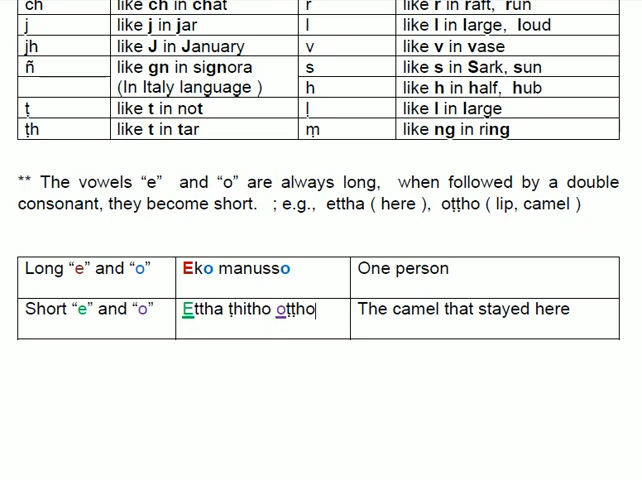 ch like ch in chat r like r in raft, run
j like j in jar l like l in large, loud
jh like J in January v like v in vase
ñ like gn in signora s like s in Sark, sun
(In Italy language ) h like h in half, hub
ṭ like t in not ḷ like l in large
ṭh like t in tar ṃ like ng in ring
** The vowels “e” and “o” are always long, when followed by a double
consonant, they become short. ; e.g., ettha ( here ), oṭṭho ( lip, camel )
Long “e” and “o” Eko manusso One person
Short “e” and “o” Ettha ṭhitho oṭṭho The camel that stayed here